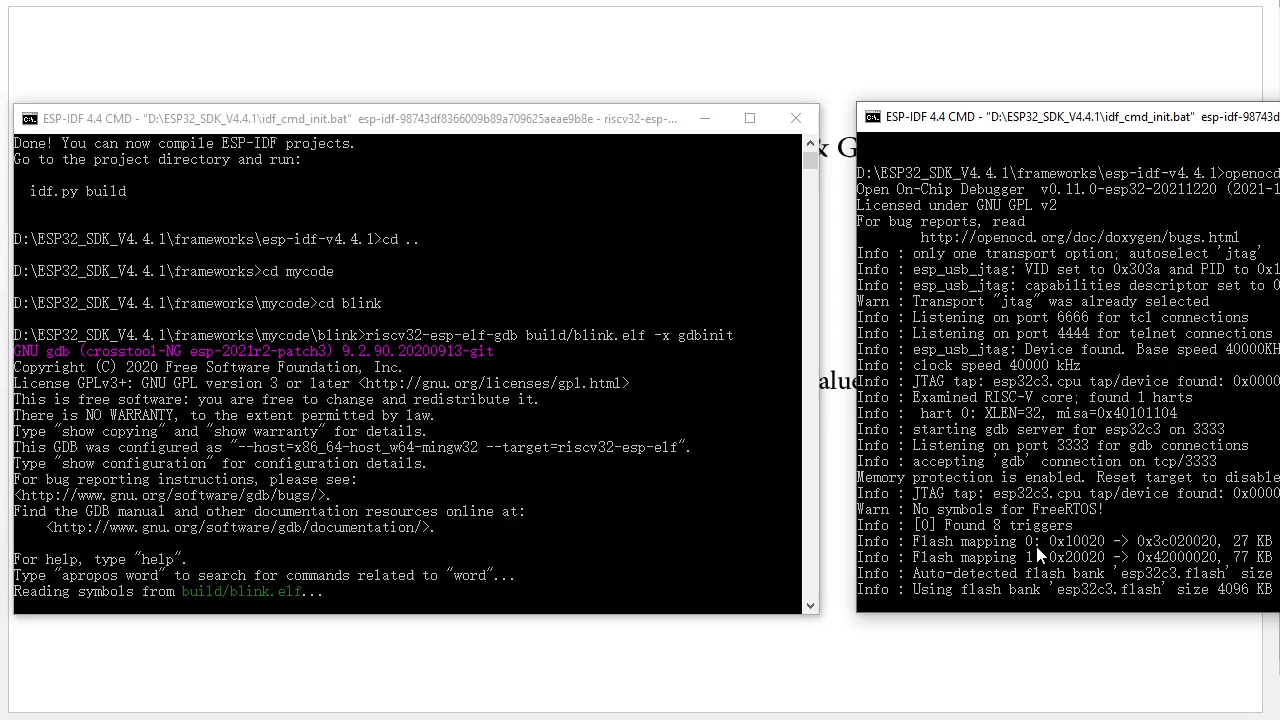 ESP-IDF 4.4 CMD - "D:\ESP32_SDK_V4.4.1\idf_cmd_init.bat" esp-idf-98743df8366009b89a709625aeae9b8e - riscv32-esp-...
Done! You can now compile ESP-IDF projects.
Go to the project directory and run:
idf.py build
D:\ESP32_SDK_V4.4.1\frameworks\esp-idf-v4.4.1>cd ..
D:\ESP32_SDK_V4.4.1\frameworks>cd mycode
D:\ESP32_SDK_V4.4.1\frameworks\mycode>cd blink
D:\ESP32_SDK_V4.4.1\frameworks\mycode\blink>riscv32-esp-elf-gdb build/blink.elf -x gdbinit
GNU gdb (crosstool-NG esp-2021r2-patch3) 9.2.90.20200913-git
Copyright (C) 2020 Free Software Foundation, Inc.
License GPLv3+: GNU GPL version 3 or later <http://gnu.org/licenses/gpl.html>
This is free software: you are free to change and redistribute it.
There is NO WARRANTY, to the extent permitted by law.
Type "show copying" and "show warranty" for details.
This GDB was configured as "--host=x86_64-host_w64-mingw32 --target=riscv32-esp-elf".
Type "show configuration" for configuration details.
For bug reporting instructions, please see:
<http://www.gnu.org/software/gdb/bugs/>.
Find the GDB manual and other documentation resources online at:
<http://www.gnu.org/software/gdb/documentation/>.
For help, type "help".
Type "apropos word" to search for commands related to "word"...
Reading symbols from build/blink.elf...
& G
alue
ESP-IDF 4.4 CMD - "D:\ESP32_SDK_V4.4.1\idf_cmd_init.bat" esp-idf-98743d
D:\ESP32_SDK_V4.4.1\frameworks\esp-idf-v4.4.1>openocd
Open On-Chip Debugger v0.11.0-esp32-20211220 (2021-1
Licensed under GNU GPL v2
For bug reports, read
http://openocd.org/doc/doxygen/bugs.html
Info : only one transport option; autoselect 'jtag'
Info : esp_usb_jtag: VID set to 0x303a and PID to 0x1
Info : esp_usb_jtag: capabilities descriptor set to 0
Warn : Transport "jtag" was already selected
Info : Listening on port 6666 for tcl connections
Info : Listening on port 4444 for telnet connections
Info : esp_usb_jtag: Device found. Base speed 40000KH
Info : clock speed 40000 kHz
Info : JTAG tap: esp32c3.cpu tap/device found: 0x0000
Info : Examined RISC-V core; found 1 harts
Info : hart 0: XLEN=32, misa=0x40101104
Info : starting gdb server for esp32c3 on 3333
Info : Listening on port 3333 for gdb connections
Info : accepting 'gdb' connection on tcp/3333
Memory protection is enabled. Reset target to disable
Info : JTAG tap: esp32c3.cpu tap/device found: 0x0000
Warn : No symbols for FreeRTOS!
Info : [0] Found 8 triggers
Info : Flash mapping 0: 0x10020 -> 0x3c020020, 27 KB
Info : Flash mapping 1: 0x20020 -> 0x42000020, 77 KB
Info : Auto-detected flash bank 'esp32c3.flash' size
Info : Using flash bank 'esp32c3.flash' size 4096 KB